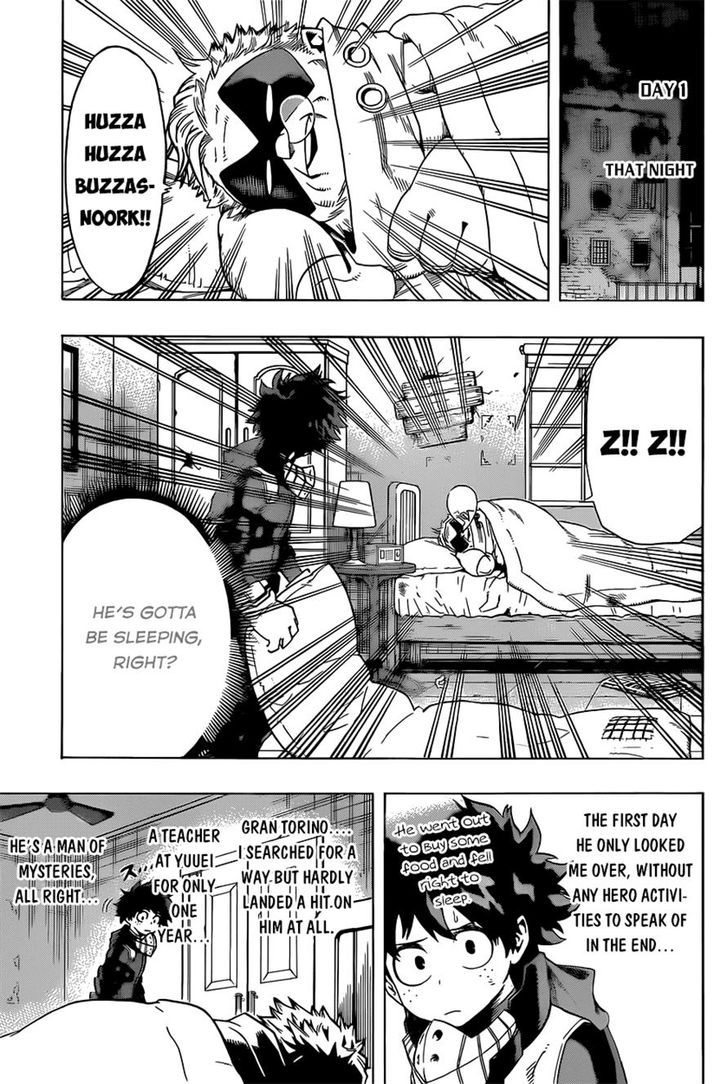 DAY 1
THAT NIGHT
HUZZA
HUZZA
BUZZAS-
NOORK!!
Z!! Z!!
HE'S GOTTA
BE SLEEPING,
RIGHT?
THE FIRST DAY
HE ONLY LOOKED
ME OVER, WITHOUT
ANY HERO ACTIVI-
TIES TO SPEAK OF
IN THE END...
He went out
to buy some
food and fell
right to
sleep.
GRAN TORINO....
I SEARCHED FOR A
WAY BUT HARDLY
LANDED A HIT ON
HIM AT ALL.
A TEACHER
AT YUUEI
FOR ONLY
ONE
YEAR...
HE'S A MAN OF
MYSTERIES,
ALL RIGHT...
ス...